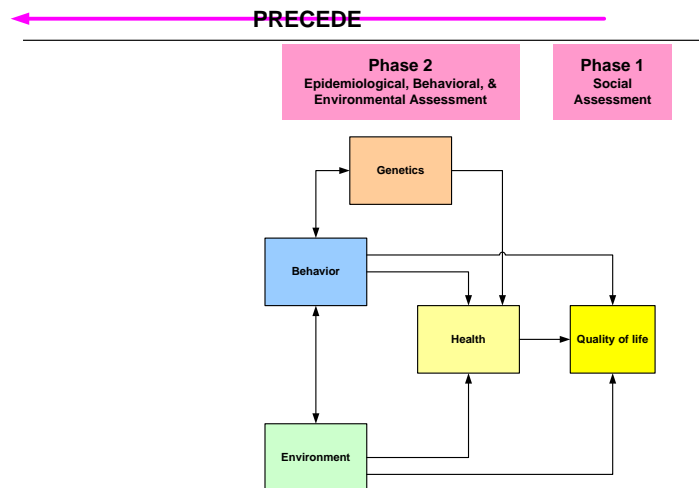 PRECEDE
Phase 2
Epidemiological, Behavioral, &
Environmental Assessment
Phase 1
Social
Assessment
Genetics
Behavior
Health
Quality of life
Environment